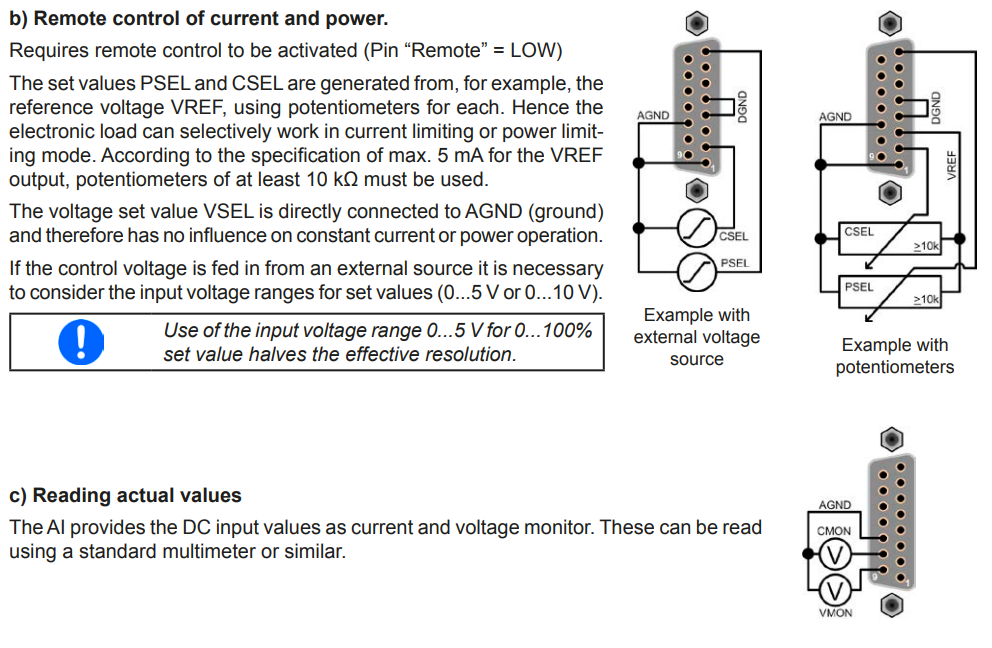 b) Remote control of current and power.
Requires remote control to be activated (Pin “Remote” = LOW)
The set values PSEL and CSEL are generated from, for example, the
reference voltage VREF, using potentiometers for each. Hence the
electronic load can selectively work in current limiting or power limit-
ing mode. According to the specification of max. 5 mA for the VREF
output, potentiometers of at least 10 kΩ must be used.
The voltage set value VSEL is directly connected to AGND (ground)
and therefore has no influence on constant current or power operation.
If the control voltage is fed in from an external source it is necessary
to consider the input voltage ranges for set values (0...5 V or 0...10 V).
!
Use of the input voltage range 0...5 V for 0...100%
set value halves the effective resolution.
AGND
DGND
9
1
CSEL
PSEL
Example with
external voltage
source
AGND
DGND
VREF
9
1
CSEL
≥10k
PSEL
≥10k
Example with
potentiometers
c) Reading actual values
The AI provides the DC input values as current and voltage monitor. These can be read
using a standard multimeter or similar.
AGND
CMON
V
V
VMON
9
1